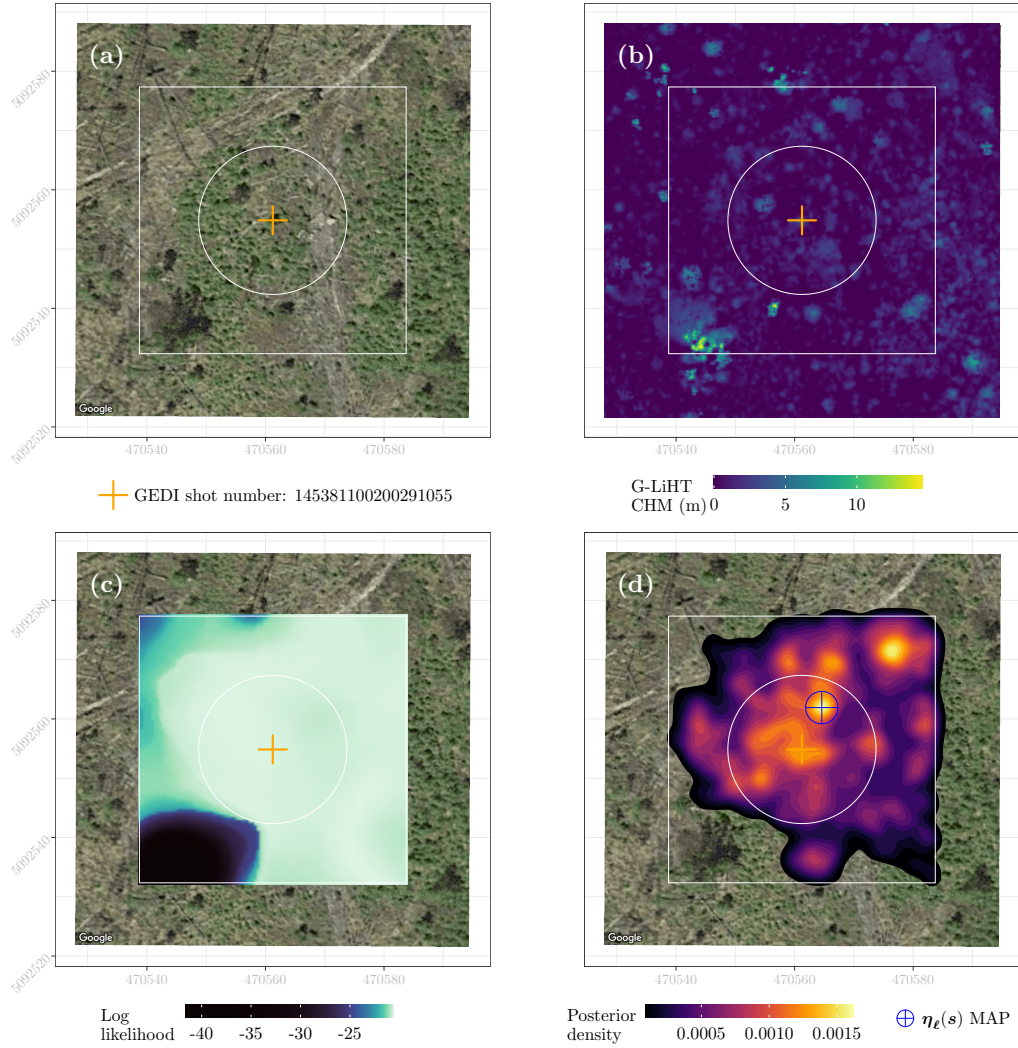 (a)
(b)
5092580
5092560
5092540
5092520
Google
470540
470560
470580
470540
470560
470580
GEDI shot number: 145381100200291055
G-LiHT
CHM (m)
0
5
10
(c)
(d)
5092580
5092560
5092540
5092520
Google
Google
470540
470560
470580
470540
470560
470580
Log
likelihood
-40
-35
-30
-25
Posterior
density
0.0005
0.0010
0.0015
ηℓ(s) MAP